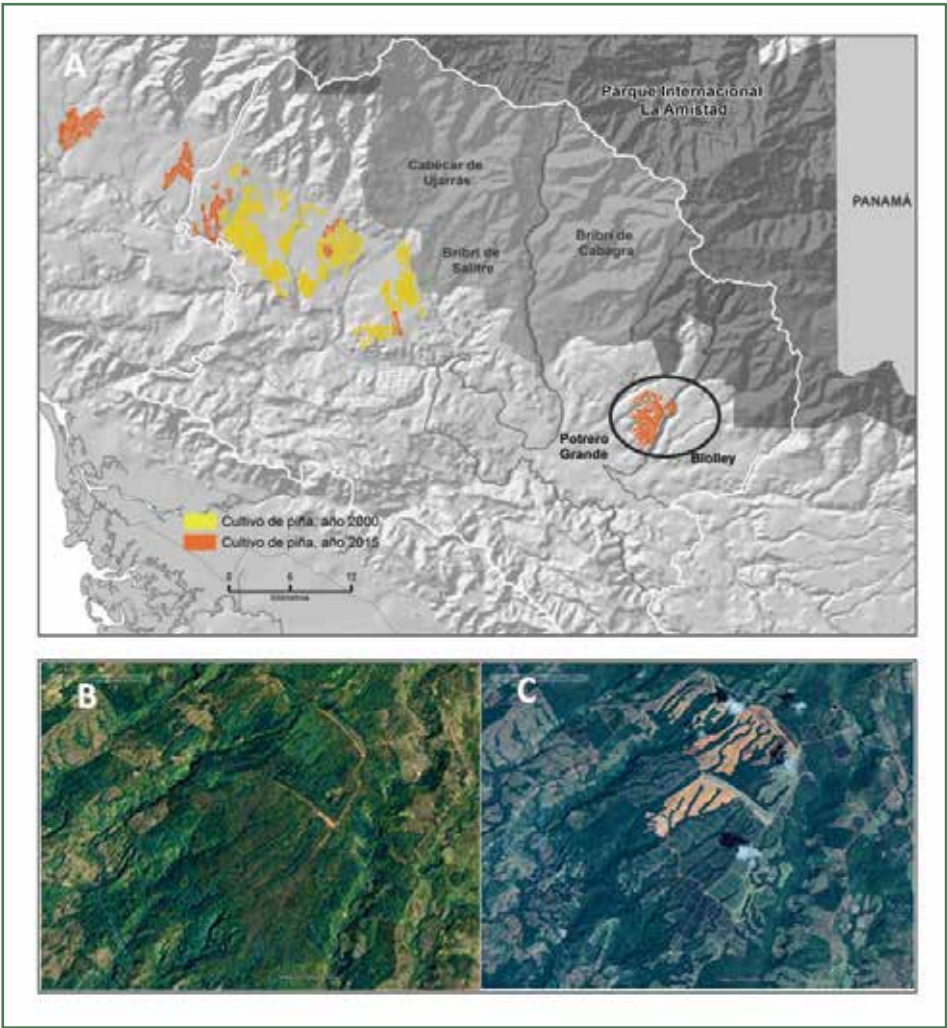 A
Parque Internacional
La Amistad
Cabécar de
Ujarrás
PANAMÁ
Bribri de
Cabagra
Bribri de
Salitre
Potrero
Grande
Biolley
Cultivo de piña, año 2000
Cultivo de piña, año 2015
0 6 12
kilómetros
B
C